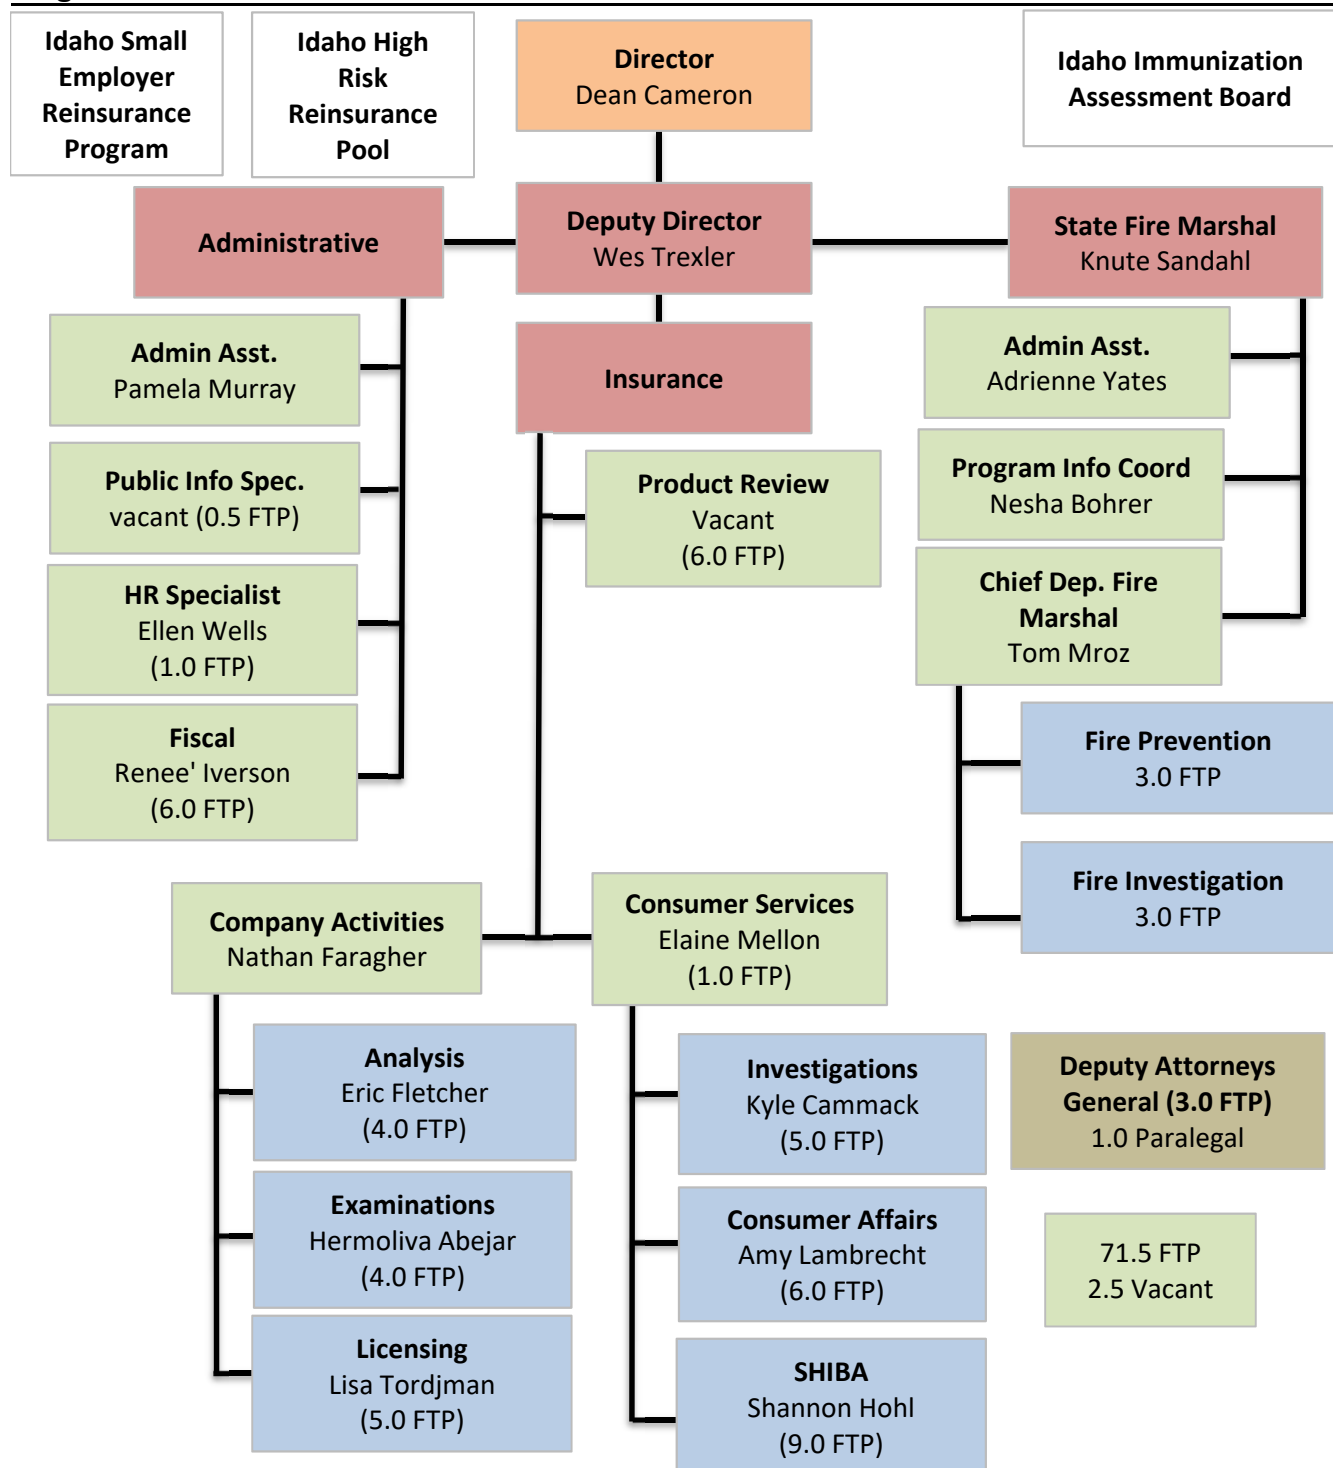 Idaho Small
Employer
Reinsurance
Program
Idaho High
Risk
Reinsurance
Pool
Director
Dean Cameron
Idaho Immunization
Assessment Board
Administrative
Deputy Director
Wes Trexler
State Fire Marshal
Knute Sandahl
Admin Asst.
Pamela Murray
Public Info Spec.
vacant (0.5 FTP)
HR Specialist
Ellen Wells
(1.0 FTP)
Fiscal
Renee' Iverson
(6.0 FTP)
Insurance
Product Review
Vacant
(6.0 FTP)
Admin Asst.
Adrienne Yates
Program Info Coord
Nesha Bohrer
Chief Dep. Fire
Marshal
Tom Mroz
Fire Prevention
3.0 FTP
Fire Investigation
3.0 FTP
Company Activities
Nathan Faragher
Analysis
Eric Fletcher
(4.0 FTP)
Examinations
Hermoliva Abejar
(4.0 FTP)
Licensing
Lisa Tordjman
(5.0 FTP)
Consumer Services
Elaine Mellon
(1.0 FTP)
Investigations
Kyle Cammack
(5.0 FTP)
Consumer Affairs
Amy Lambrecht
(6.0 FTP)
SHIBA
Shannon Hohl
(9.0 FTP)
Deputy Attorneys
General (3.0 FTP)
1.0 Paralegal
71.5 FTP
2.5 Vacant